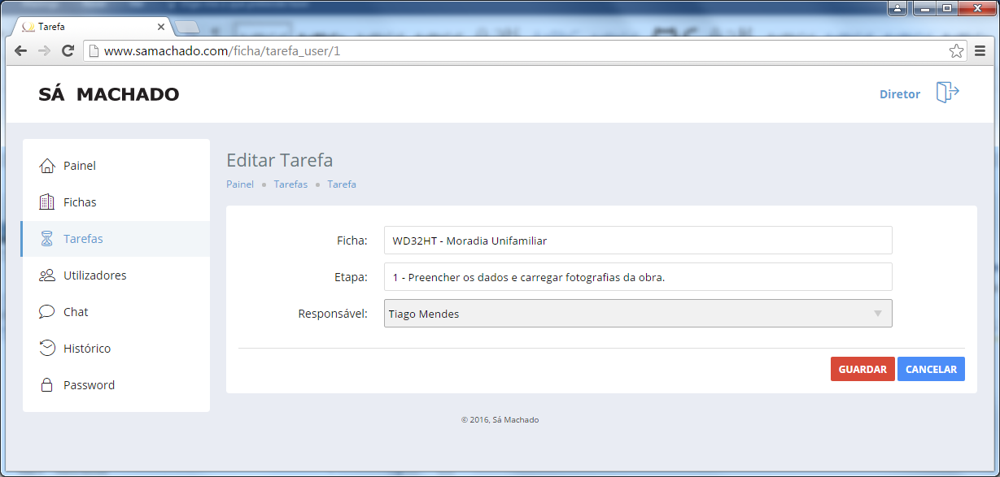 Tarefa
www.samachado.com/ficha/tarefa_user/1
SÁ MACHADO
Diretor
Painel
Fichas
Tarefas
Utilizadores
Chat
Histórico
Password
Editar Tarefa
Painel Tarefas Tarefa
Ficha: WD32HT - Moradia Unifamiliar
Etapa: 1 - Preencher os dados e carregar fotografias da obra.
Responsável: Tiago Mendes
GUARDAR CANCELAR
© 2016, Sá Machado